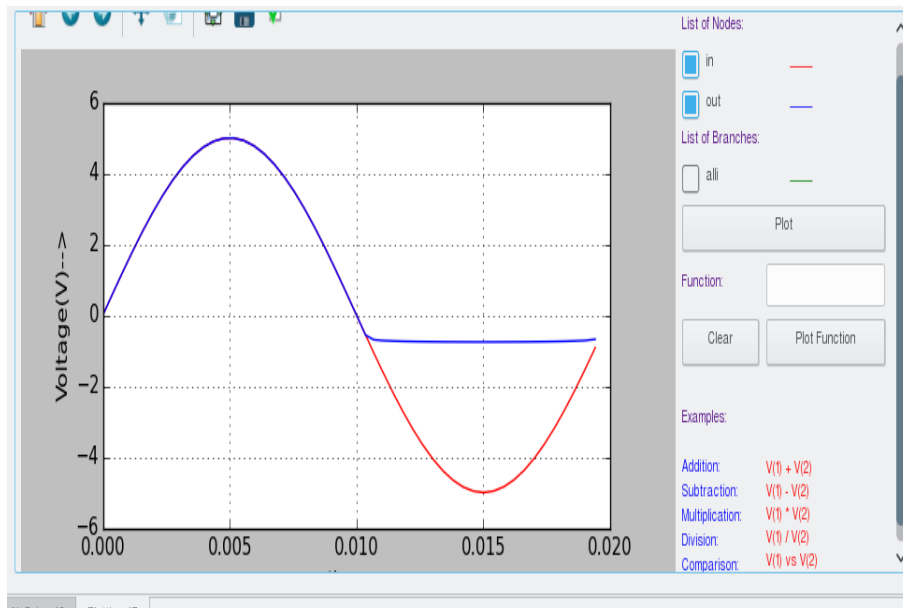 List of Nodes:
in
out
List of Branches:
alli
Plot
Function:
Clear
Plot Function
Examples:
Addition: V(1) + V(2)
Subtraction: V(1) - V(2)
Multiplication: V(1) * V(2)
Division: V(1) / V(2)
Comparison: V(1) vs V(2)
Voltage(V)-->
6
4
2
0
−2
−4
−6
0.000 0.005 0.010 0.015 0.020